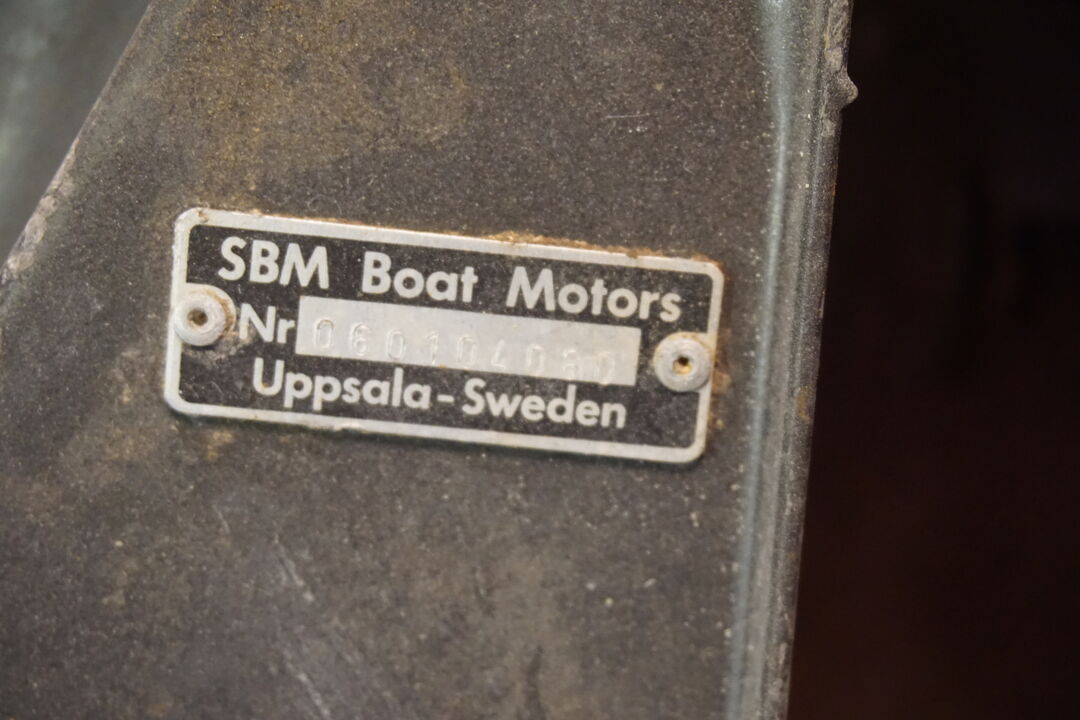 SBM Boat Motors
Nr
Uppsala-Sweden